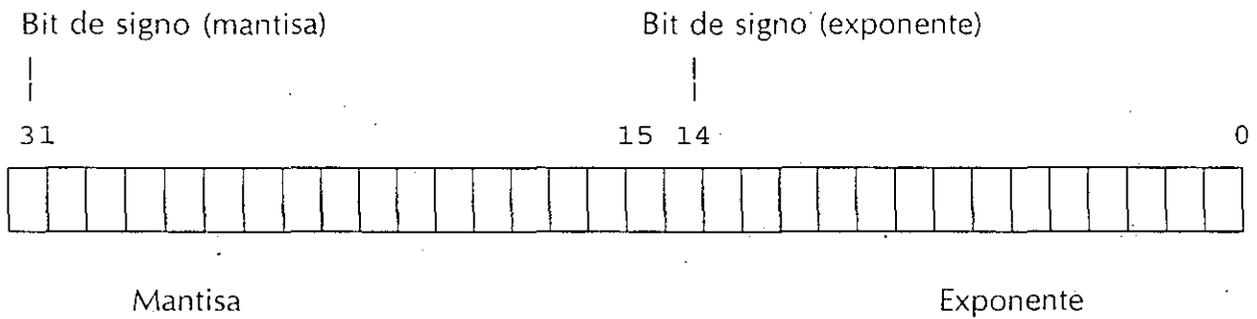 Bit de signo (mantisa) Bit de signo (exponente)
31 15 14 0
Mantisa Exponente